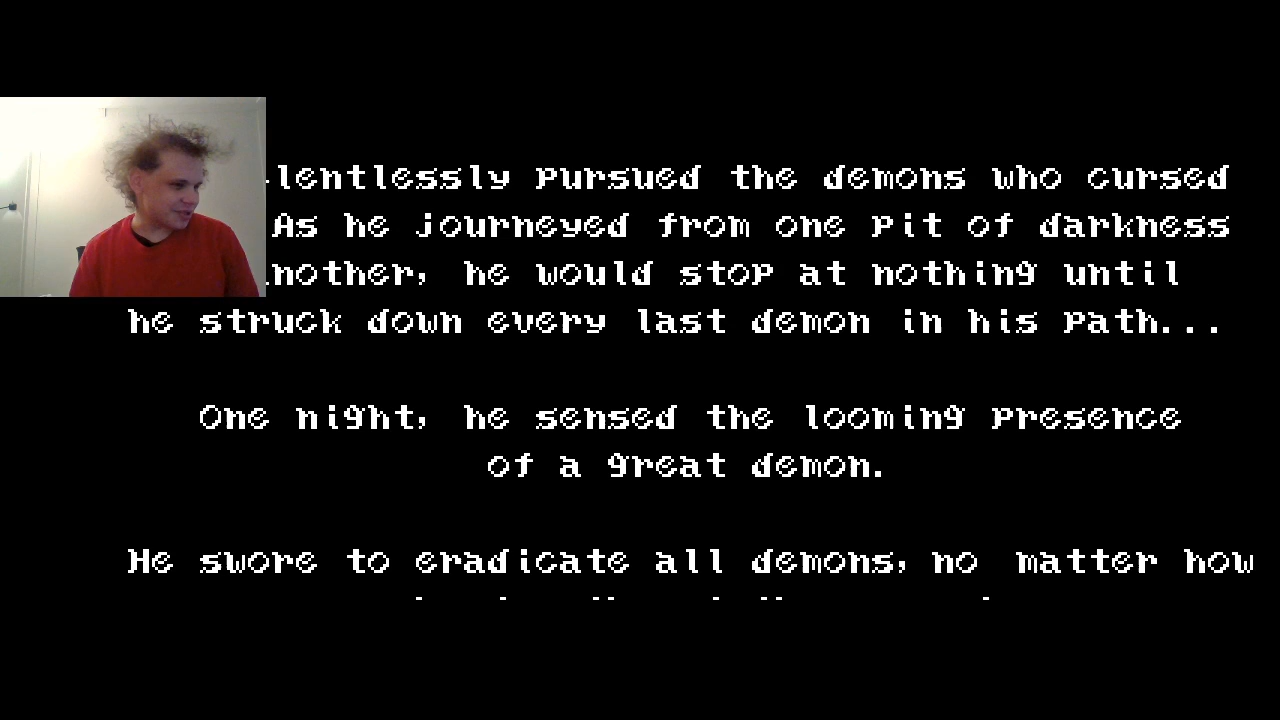 pursued the demons who cursed
As he journeyed from one pit of darkness
he would stop at nothing until
he struck down every last demon in his path...
One night, he sensed the looming presence
of a great demon.
He swore to eradicate all demons, no matter how